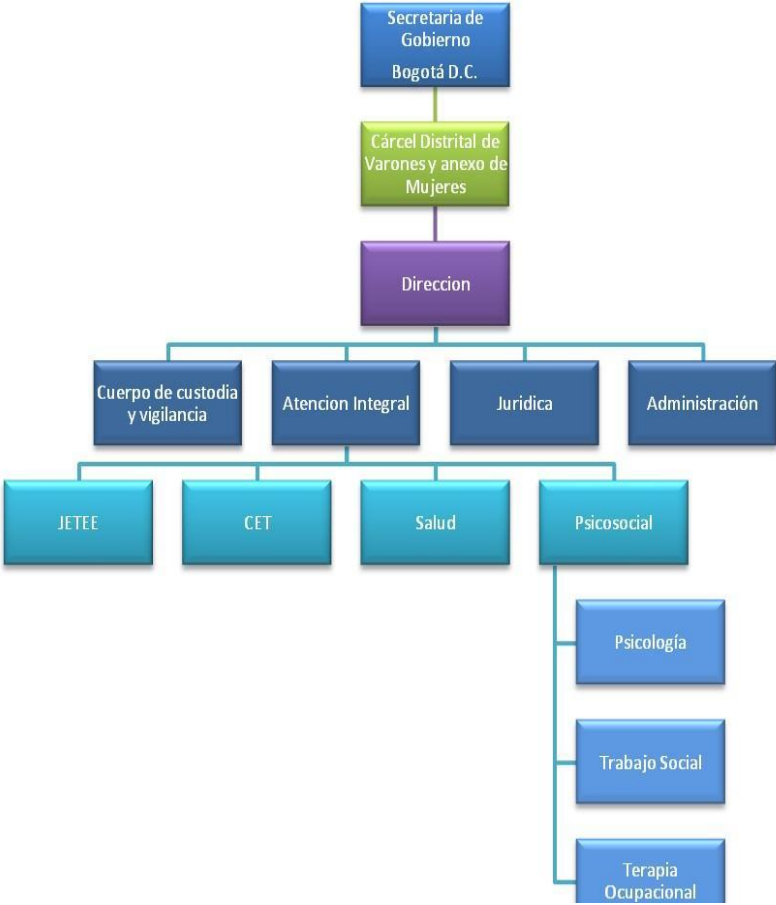 Secretaria de
Gobierno
Bogotá D.C.
Cárcel Distrital de
Varones y anexo de
Mujeres
Direccion
Cuerpo de custodia
y vigilancia
Atencion Integral
Juridica
Administración
JETEE
CET
Salud
Psicosocial
Psicología
Trabajo Social
Terapia
Ocupacional